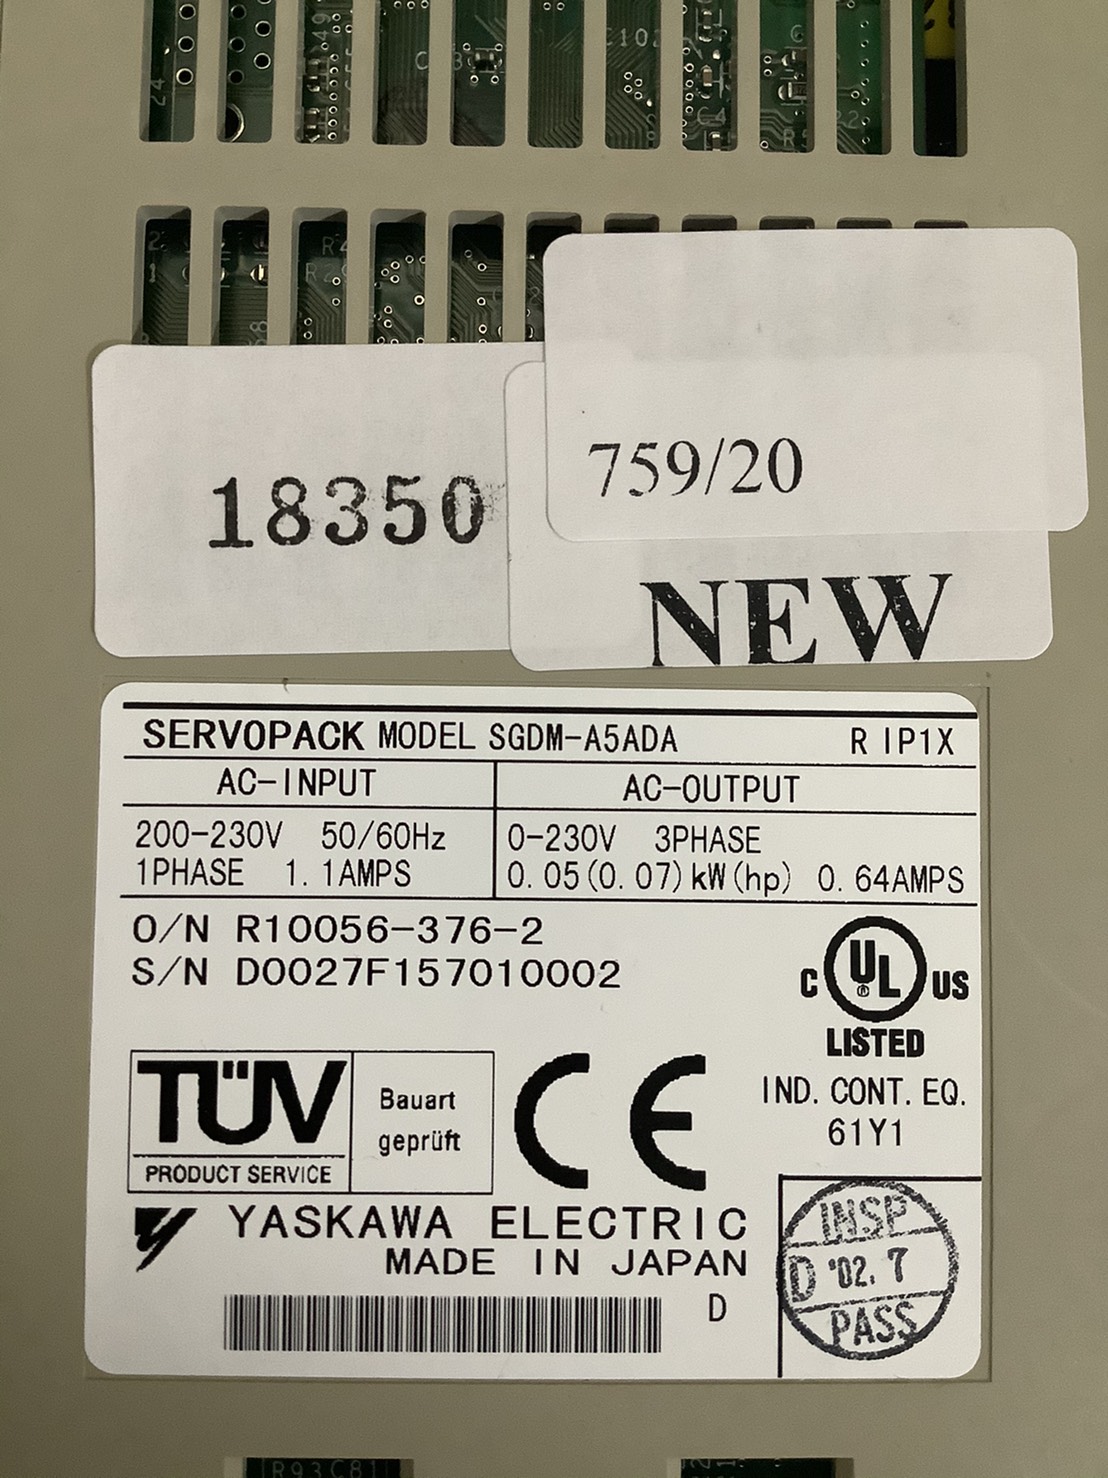 18350
759/20
NEW
SERVOPACK MODEL SGDM-A5ADA R IP1X
AC-INPUT AC-OUTPUT
200-230V 50/60Hz 0-230V 3PHASE
1PHASE 1.1AMPS 0.05(0.07)kW(hp) 0.64AMPS
O/N R10056-376-2
S/N D0027F157010002
C UL US
LISTED
IND. CONT. EQ.
61Y1
TÜV
PRODUCT SERVICE
Bauart
geprüft
CE
YASKAWA ELECTRIC
MADE IN JAPAN
D
INSP
D '02. 7
PASS
R93C81